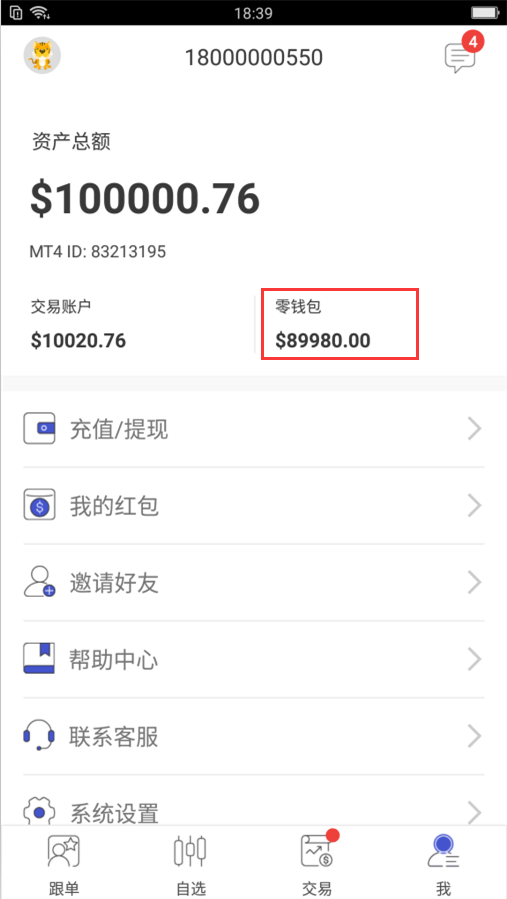 18:39
18000000550
4
资产总额
$100000.76
MT4 ID: 83213195
交易账户
零钱包
$10020.76
$89980.00
充值/提现
我的红包
邀请好友
帮助中心
联系客服
系统设置
跟单
自选
交易
我